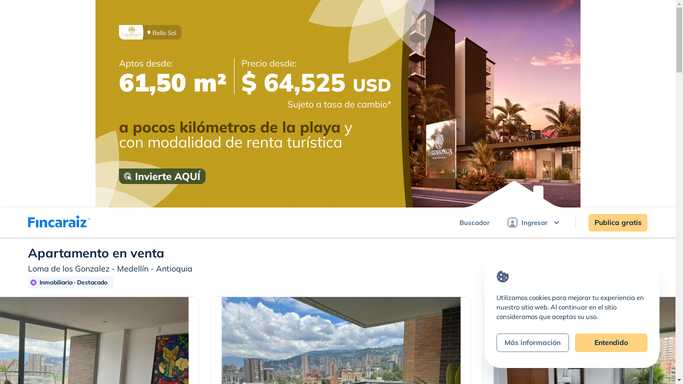 Bello Sol
Aptos desde:
61,50 m²
Precio desde:
$ 64,525 USD
Sujeto a tasa de cambio*
a pocos kilómetros de la playa y
con modalidad de renta turística
Invierte AQUÍ
Fincaraiz
Buscador
Ingresar
Publica gratis
Apartamento en venta
Loma de los Gonzalez - Medellín - Antioquia
Inmobiliaria - Destacado
Utilizamos cookies para mejorar tu experiencia en
nuestro sitio web. Al continuar en el sitio
consideramos que aceptas su uso.
Más información
Entendido